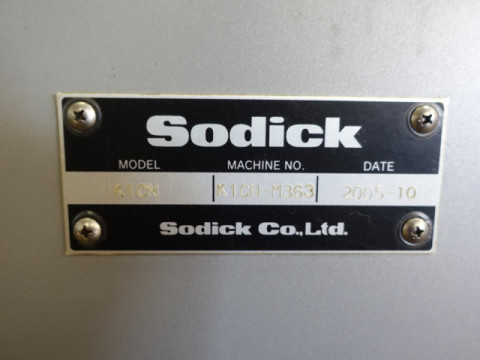 Sodick
MODEL MACHINE NO. DATE
K1CN K1CN-M363 2005-10
Sodick Co.,Ltd.